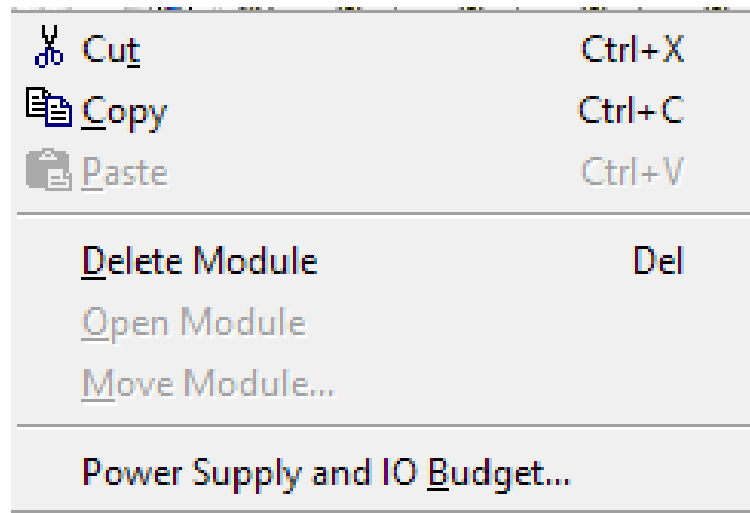 Cut Ctrl+X
Copy Ctrl+C
Paste Ctrl+V
Delete Module Del
Open Module
Move Module...
Power Supply and IO Budget...